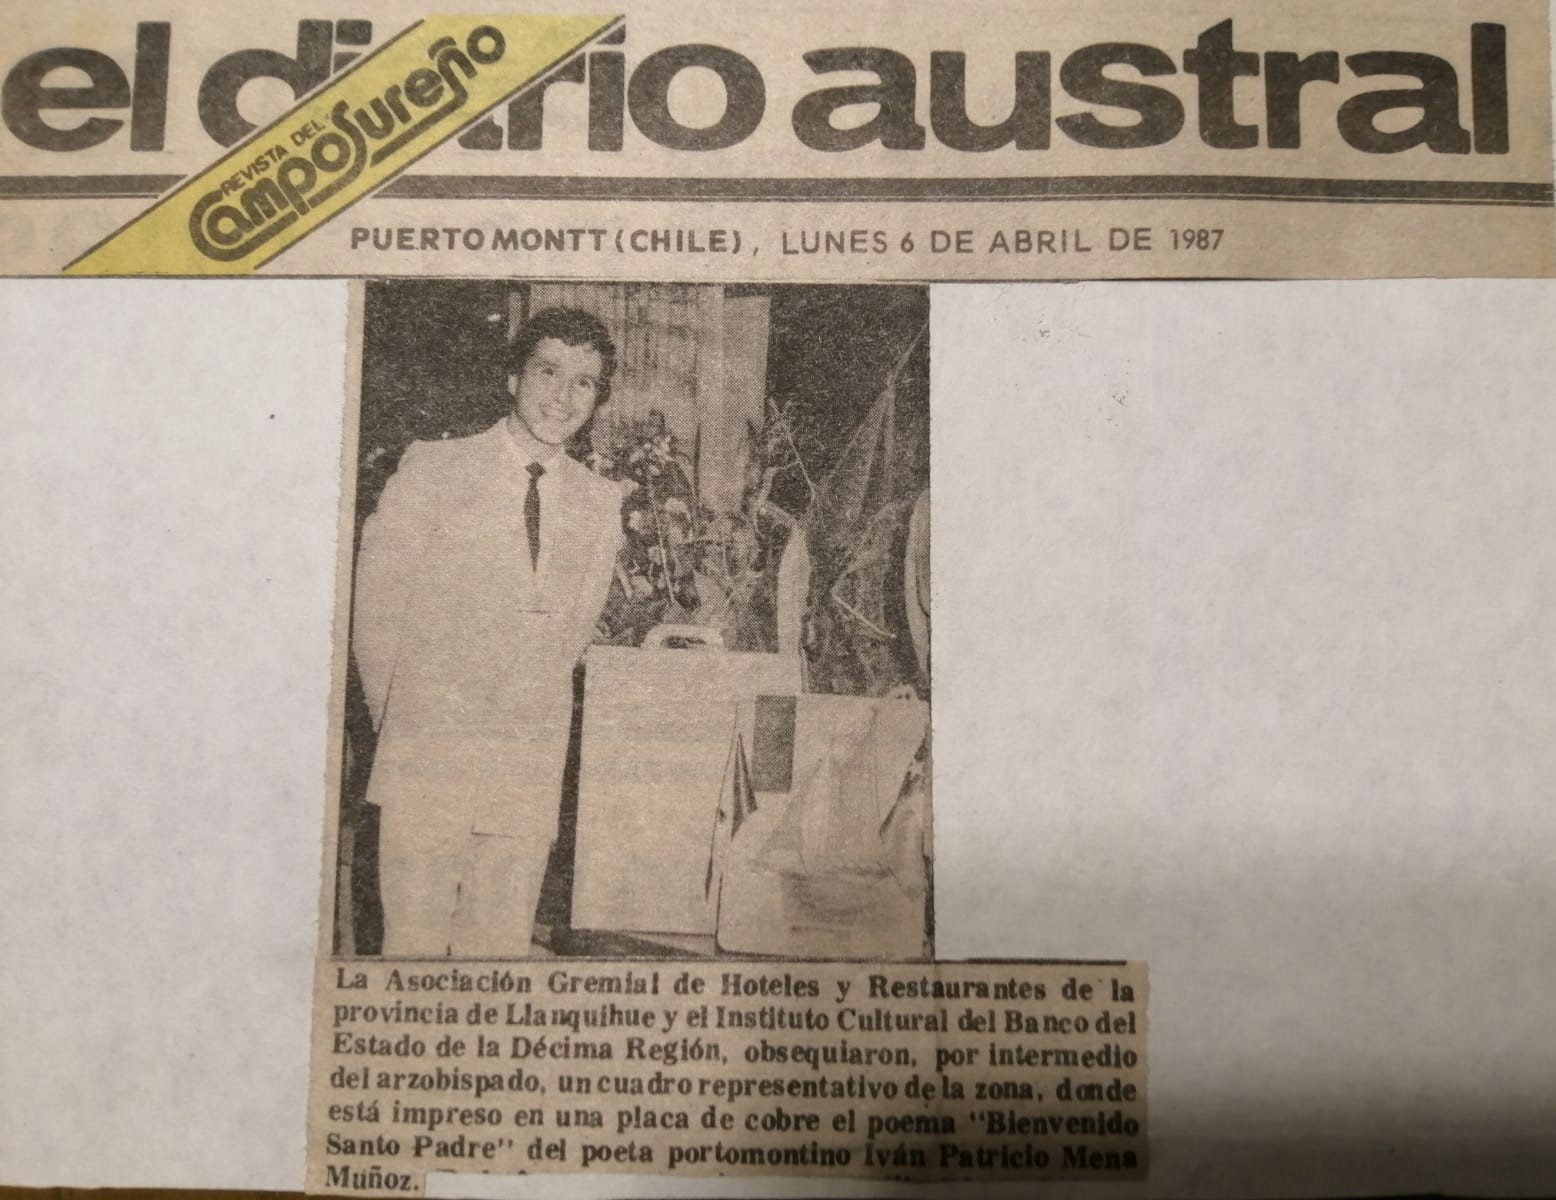 el diario austral
REVISTA DEL
Campo Sureño
PUERTO MONTT (CHILE), LUNES 6 DE ABRIL DE 1987
La Asociación Gremial de Hoteles y Restaurantes de la
provincia de Llanquihue y el Instituto Cultural del Banco del
Estado de la Décima Región, obsequiaron, por intermedio
del arzobispado, un cuadro representativo de la zona, donde
está impreso en una placa de cobre el poema "Bienvenido
Santo Padre" del poeta portomontino Iván Patricio Mena
Muñoz.